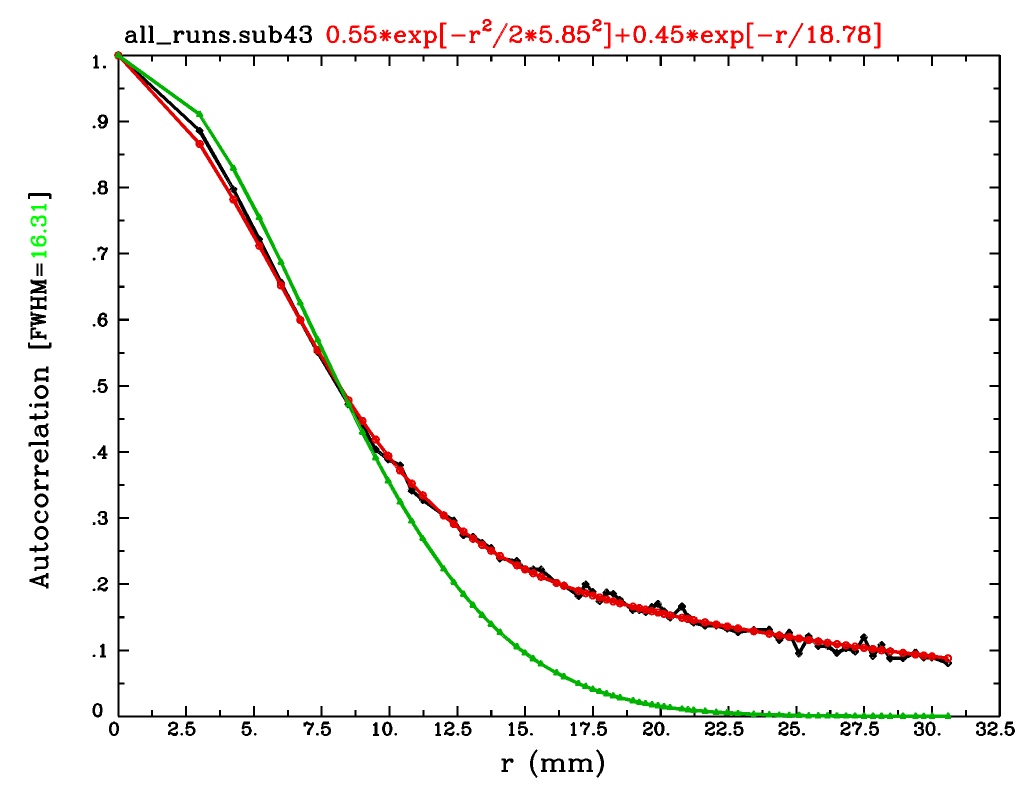 all_runs.sub43 0.55*exp[-r²/2*5.85²]+0.45*exp[-r/18.78]
1.
.9
.8
.7
.6
.5
.4
.3
.2
.1
0
Autocorrelation [FWHM=16.31]
0 2.5 5. 7.5 10. 12.5 15. 17.5 20. 22.5 25. 27.5 30. 32.5
r (mm)